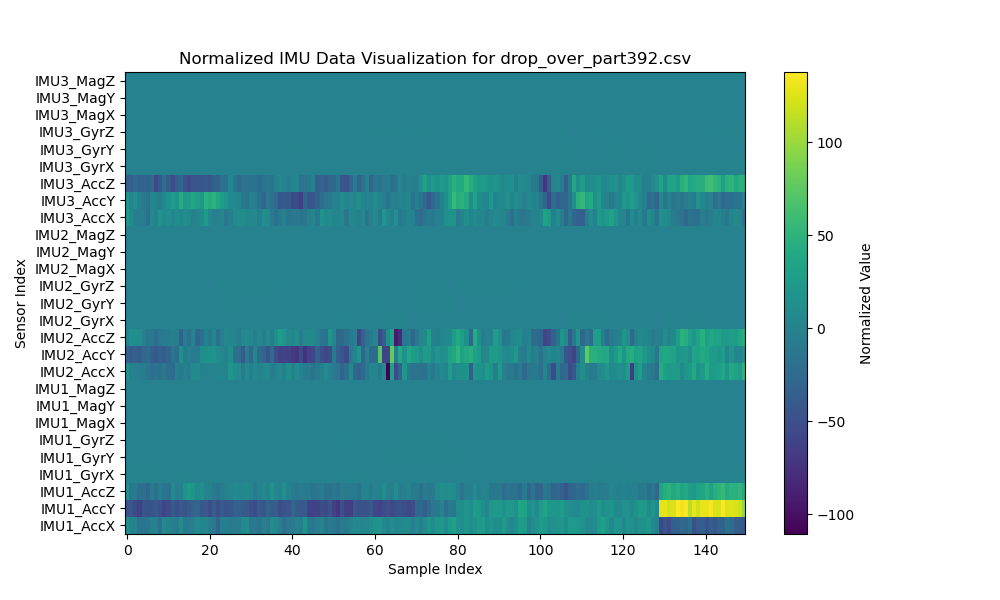 Normalized IMU Data Visualization for drop_over_part392.csv
IMU3_MagZ
IMU3_MagY
IMU3_MagX
IMU3_GyrZ
IMU3_GyrY
IMU3_GyrX
IMU3_AccZ
IMU3_AccY
IMU3_AccX
IMU2_MagZ
IMU2_MagY
IMU2_MagX
IMU2_GyrZ
IMU2_GyrY
IMU2_GyrX
IMU2_AccZ
IMU2_AccY
IMU2_AccX
IMU1_MagZ
IMU1_MagY
IMU1_MagX
IMU1_GyrZ
IMU1_GyrY
IMU1_GyrX
IMU1_AccZ
IMU1_AccY
IMU1_AccX
Sensor Index
0 20 40 60 80 100 120 140
Sample Index
100
50
0
−50
−100
Normalized Value